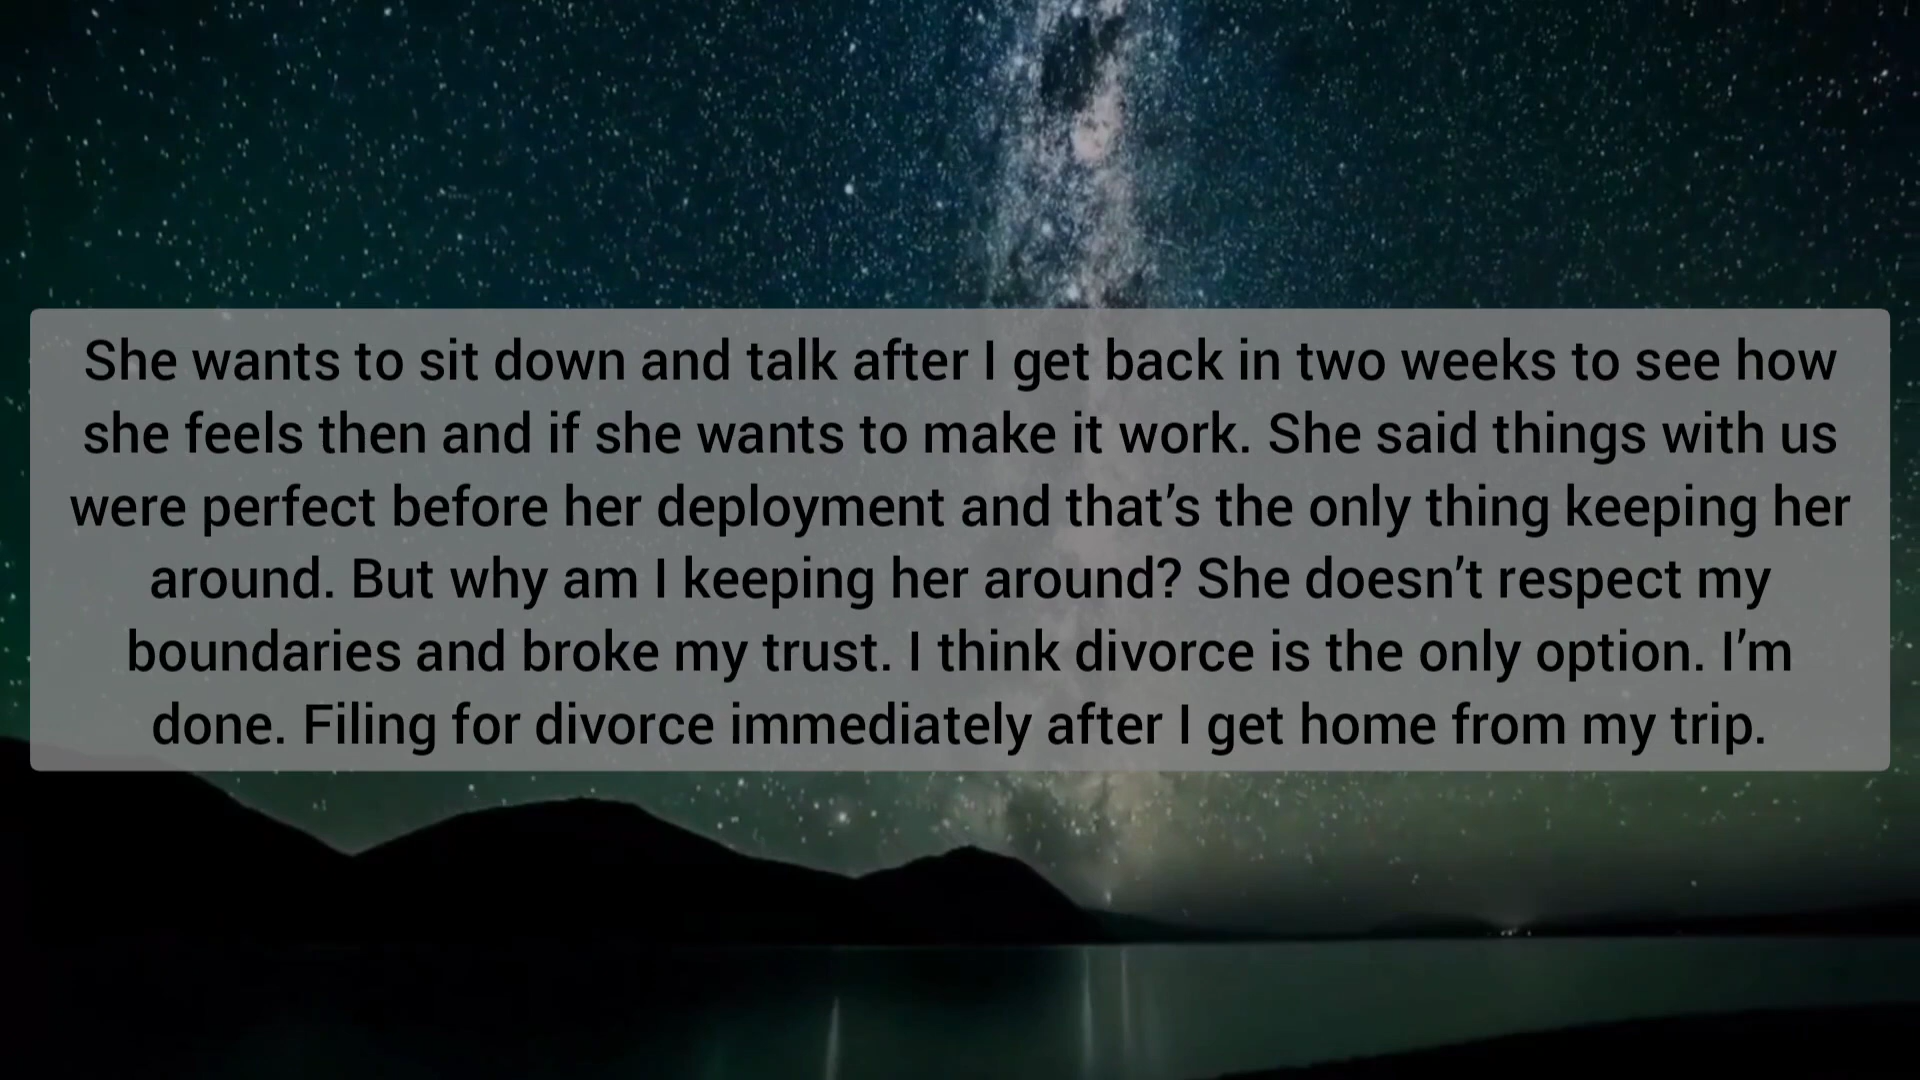 She wants to sit down and talk after I get back in two weeks to see how
she feels then and if she wants to make it work. She said things with us
were perfect before her deployment and that’s the only thing keeping her
around. But why am I keeping her around? She doesn’t respect my
boundaries and broke my trust. I think divorce is the only option. I’m
done. Filing for divorce immediately after I get home from my trip.